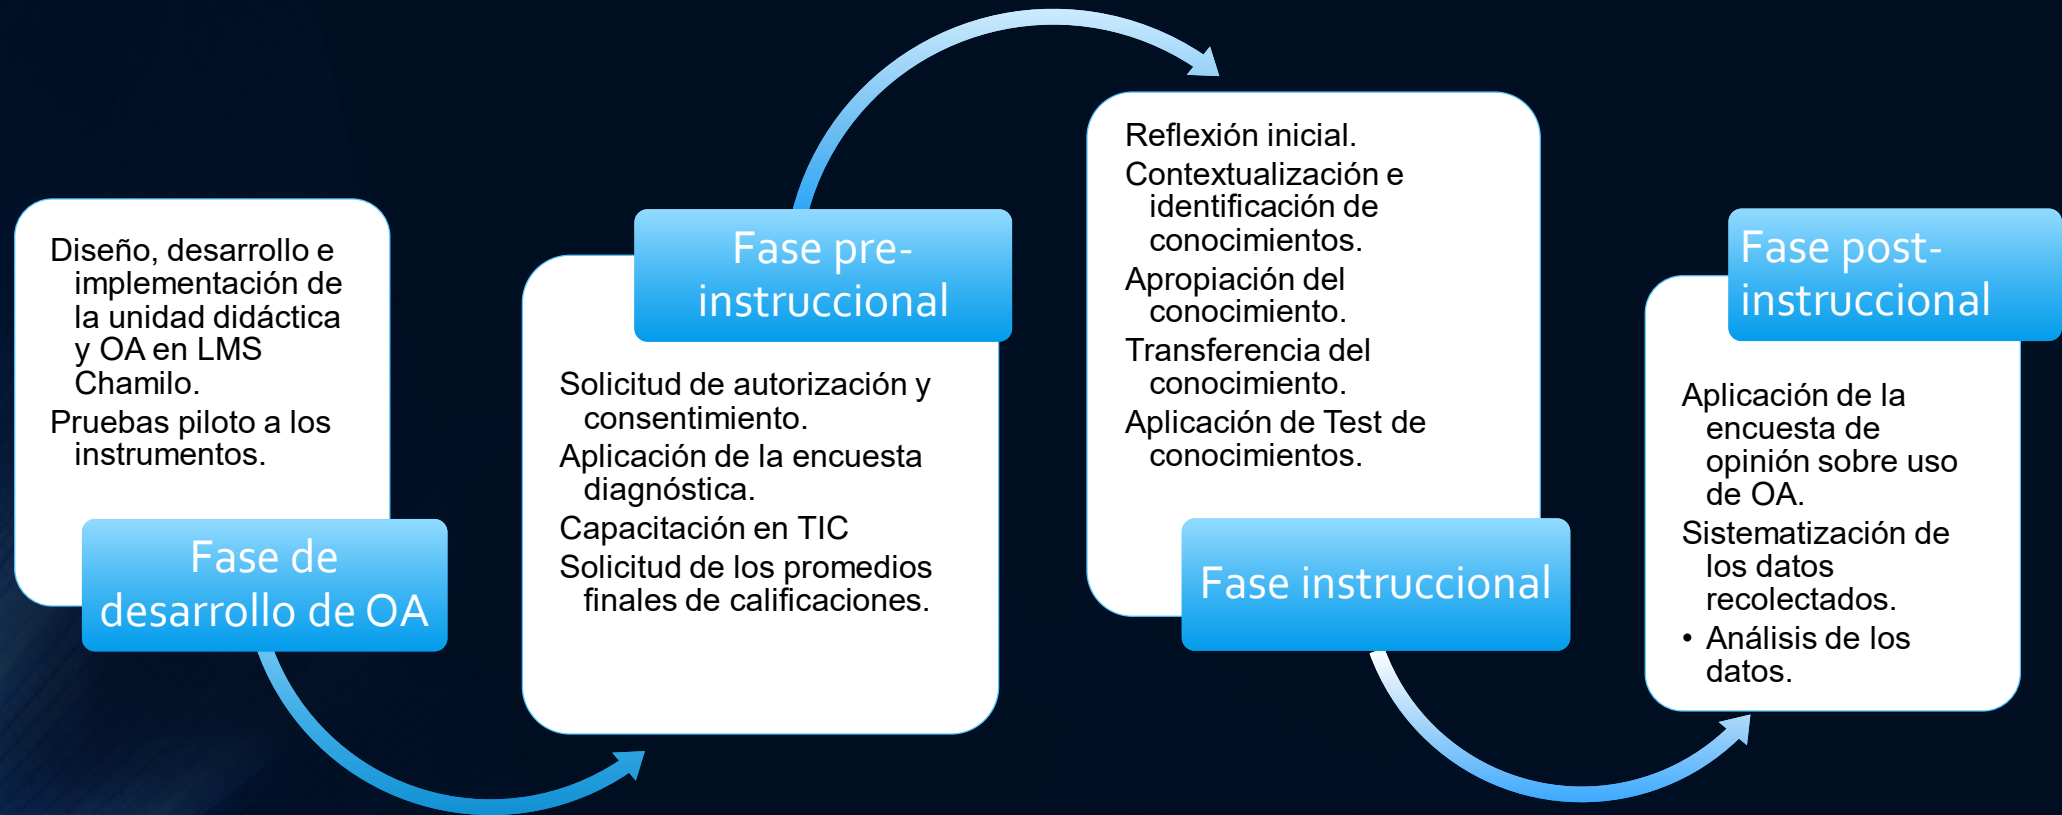 Diseño, desarrollo e
implementación de
la unidad didáctica
y OA en LMS
Chamilo.
Pruebas piloto a los
instrumentos.
Fase de
desarrollo de OA
Fase pre-
instruccional
Solicitud de autorización y
consentimiento.
Aplicación de la encuesta
diagnóstica.
Capacitación en TIC
Solicitud de los promedios
finales de calificaciones.
Reflexión inicial.
Contextualización e
identificación de
conocimientos.
Apropiación del
conocimiento.
Transferencia del
conocimiento.
Aplicación de Test de
conocimientos.
Fase instruccional
Fase post-
instruccional
Aplicación de la
encuesta de
opinión sobre uso
de OA.
Sistematización de
los datos
recolectados.
• Análisis de los
datos.